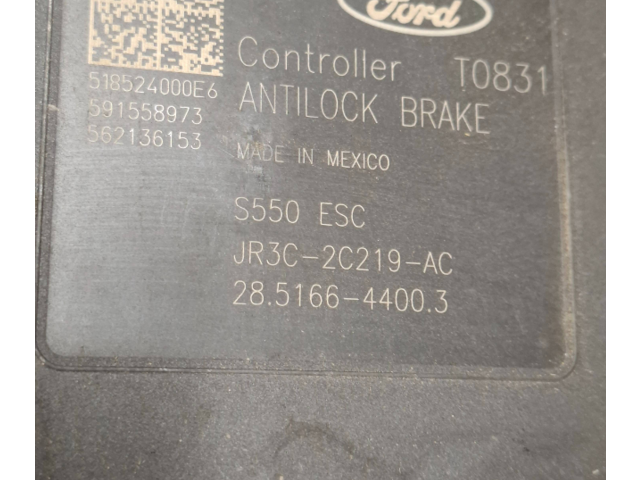 Ford
Controller T0831
ANTILOCK BRAKE
MADE IN MEXICO
518524000E6
591558973
562136153
S550 ESC
JR3C-2C219-AC
28.5166-4400.3